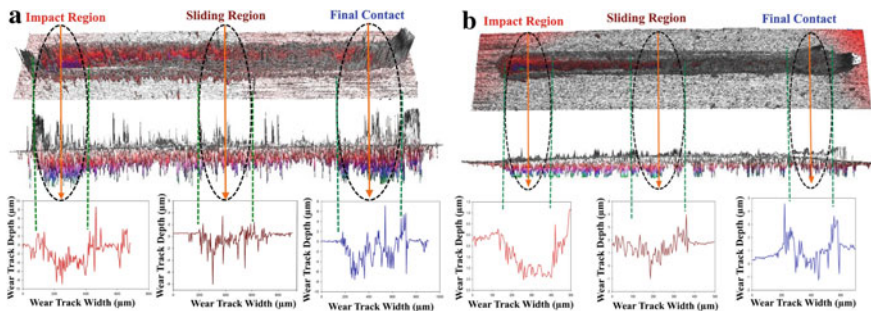 a
Impact Region
Sliding Region
Final Contact
Wear Track Depth (µm)
Wear Track Width (µm)
Wear Track Depth (µm)
Wear Track Width (µm)
Wear Track Depth (µm)
Wear Track Width (µm)
b
Impact Region
Sliding Region
Final Contact
Wear Track Depth (µm)
Wear Track Width (µm)
Wear Track Depth (µm)
Wear Track Width (µm)
Wear Track Depth (µm)
Wear Track Width (µm)